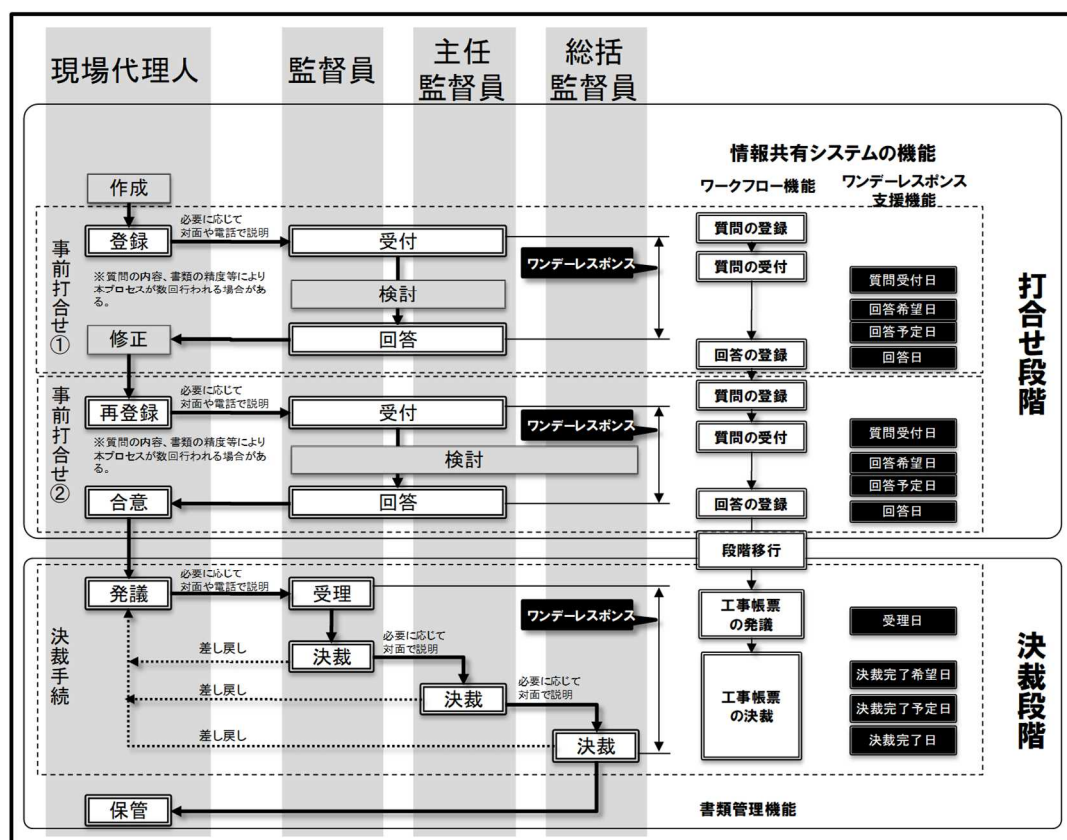 現場代理人
監督員
主任
監督員
総括
監督員
情報共有システムの機能
ワークフロー機能
ワンデーレスポンス
支援機能
打合せ段階
作成
事前打合せ①
登録
必要に応じて
対面や電話で説明
受付
ワンデーレスポンス
質問の登録
質問の受付
※質問の内容、書類の精度等により
本プロセスが数回行われる場合があ
る。
検討
質問受付日
回答希望日
回答予定日
修正
回答
回答の登録
回答日
事前打合せ②
再登録
必要に応じて
対面や電話で説明
受付
ワンデーレスポンス
質問の登録
質問の受付
※質問の内容、書類の精度等により
本プロセスが数回行われる場合があ
る。
検討
質問受付日
回答希望日
回答予定日
合意
回答
回答の登録
回答日
段階移行
決裁段階
決裁手続
発議
必要に応じて
対面や電話で説明
受理
ワンデーレスポンス
工事帳票
の発議
受理日
差し戻し
決裁
必要に応じて
対面で説明
差し戻し
決裁
必要に応じて
対面で説明
工事帳票
の決裁
決裁完了希望日
決裁完了予定日
差し戻し
決裁
決裁完了日
保管
書類管理機能